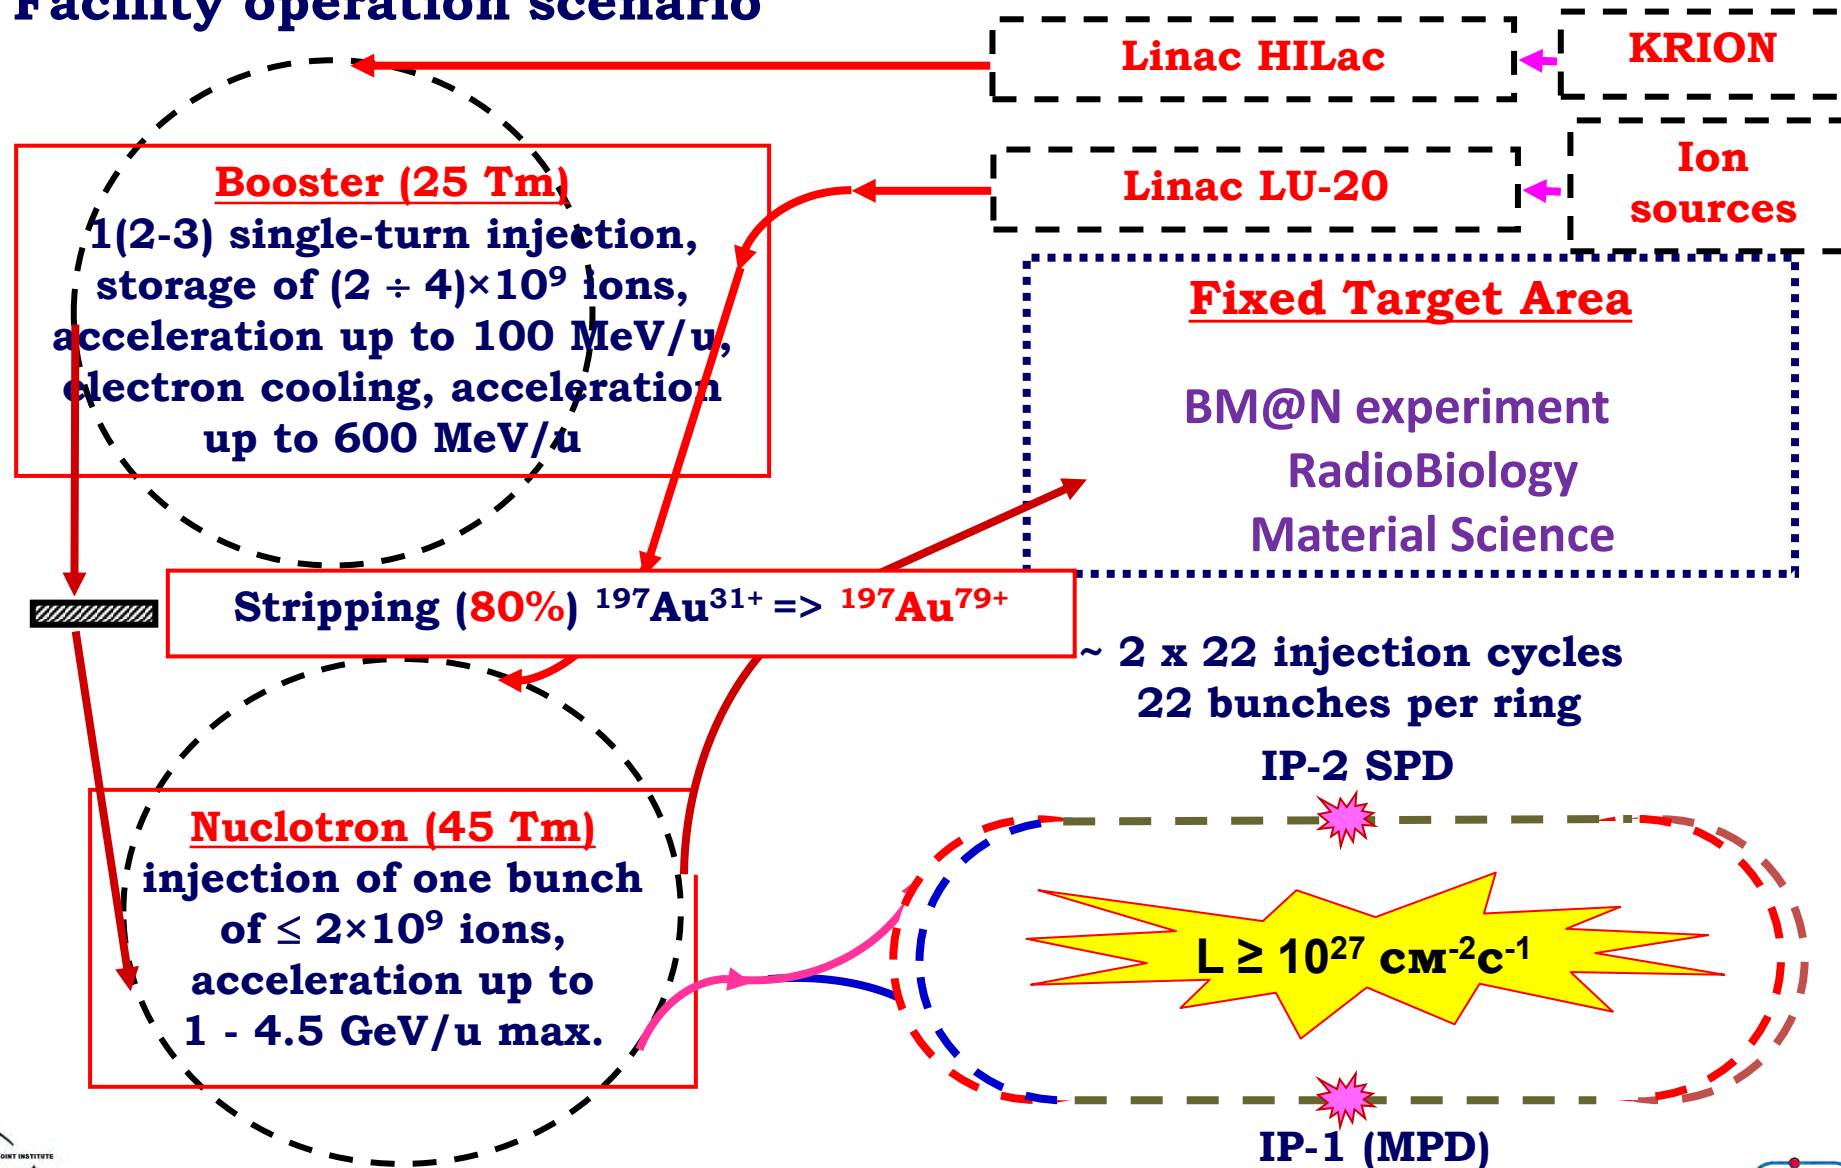 Facility operation scenario
Linac HILac
KRION
Linac LU-20
Ion
sources
Booster (25 Tm)
1(2-3) single-turn injection,
storage of (2 ÷ 4)×10⁹ ions,
acceleration up to 100 MeV/u,
electron cooling, acceleration
up to 600 MeV/u
Fixed Target Area
BM@N experiment
RadioBiology
Material Science
Stripping (80%) ¹⁹⁷Au³¹⁺ => ¹⁹⁷Au⁷⁹⁺
~ 2 x 22 injection cycles
22 bunches per ring
IP-2 SPD
Nuclotron (45 Tm)
injection of one bunch
of ≤ 2×10⁹ ions,
acceleration up to
1 - 4.5 GeV/u max.
L ≥ 10²⁷ см⁻²с⁻¹
IP-1 (MPD)
JOINT INSTITUTE